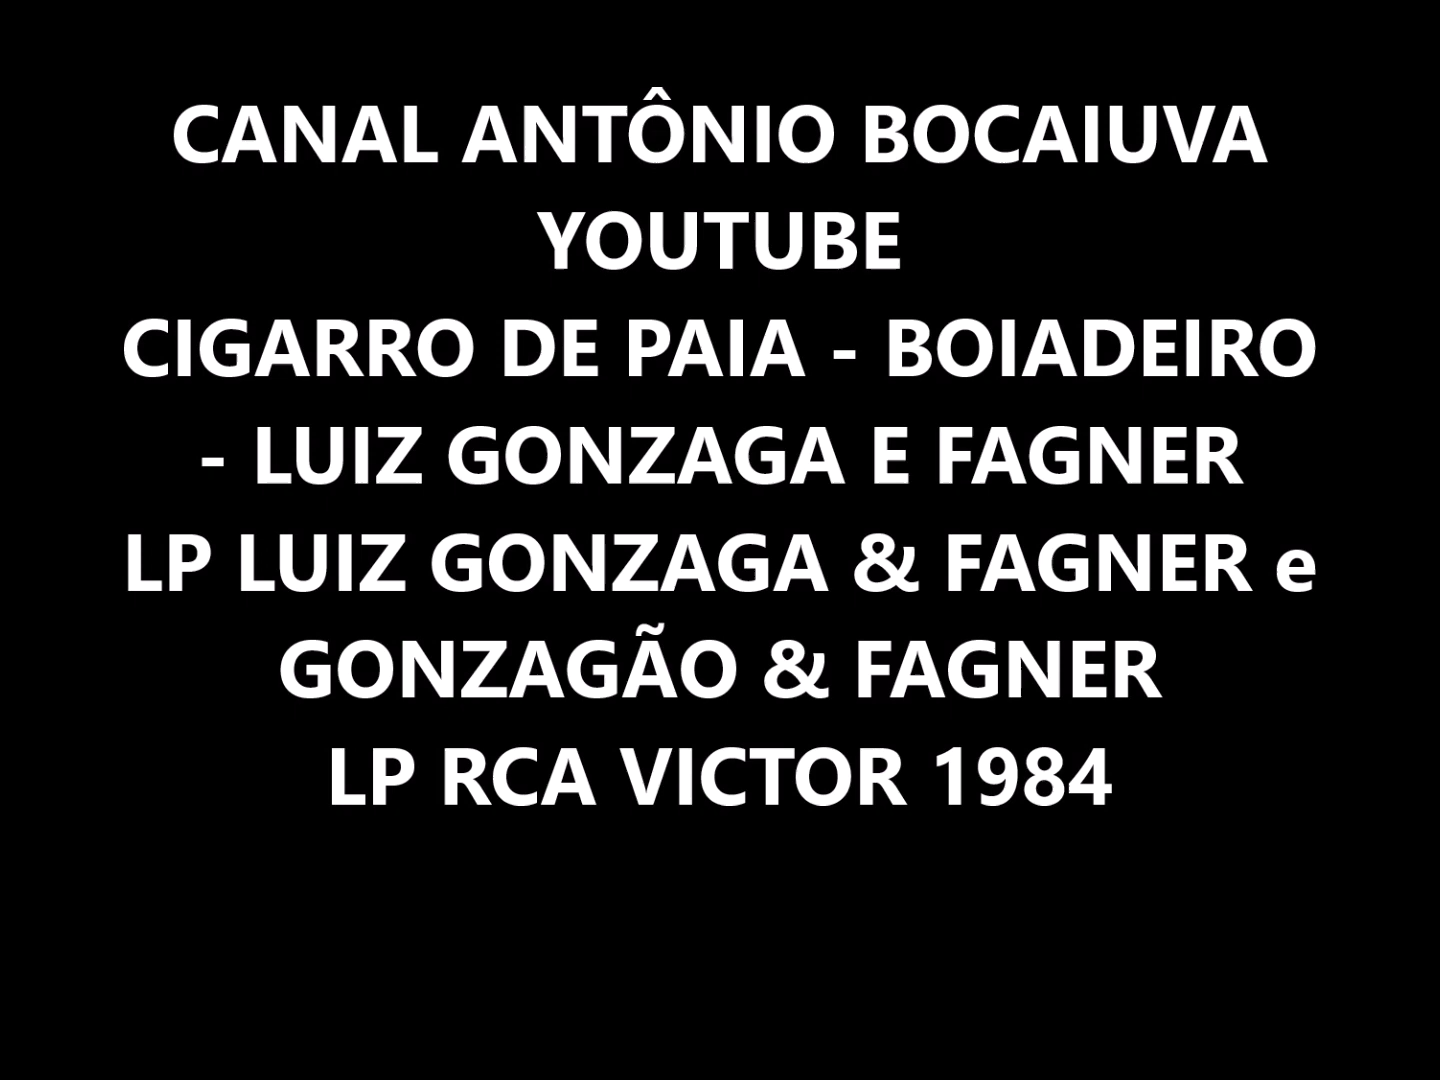 CANAL ANTÔNIO BOCAIUVA
YOUTUBE
CIGARRO DE PAIA - BOIADEIRO
- LUIZ GONZAGA E FAGNER
LP LUIZ GONZAGA & FAGNER e
GONZAGÃO & FAGNER
LP RCA VICTOR 1984